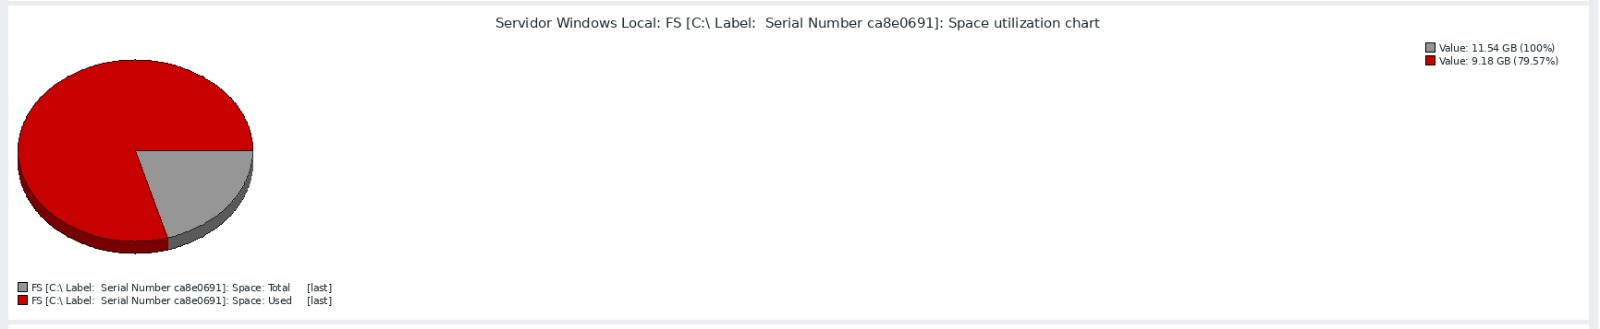 Servidor Windows Local: FS [C:\ Label:  Serial Number ca8e0691]: Space utilization chart
Value: 11.54 GB (100%)
Value: 9.18 GB (79.57%)
FS [C:\ Label:  Serial Number ca8e0691]: Space: Total [last]
FS [C:\ Label:  Serial Number ca8e0691]: Space: Used [last]